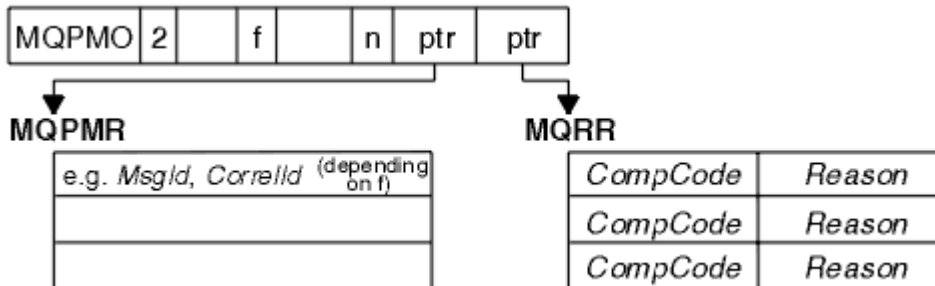 MQPMO 2 f n ptr ptr
MQPMR MQRR
e.g. MsgId, CorrelId (depending on f) CompCode Reason
CompCode Reason
CompCode Reason